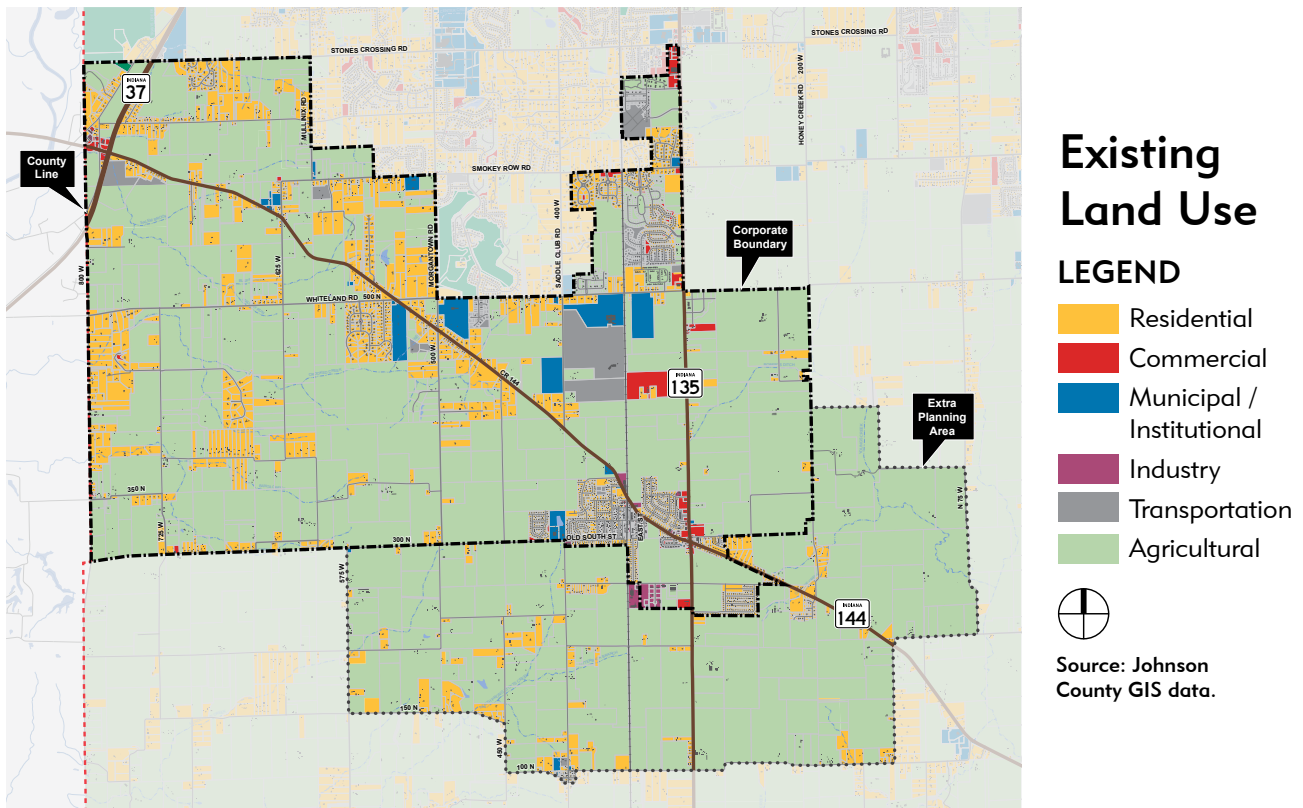 STONES CROSSING RD
STONES CROSSING RD
INDIANA
37
MULLINIX RD
HONEY CREEK RD 200 W
County
Line
SMOKEY ROW RD
400 W
SADDLE CLUB RD
MORGANTOWN RD
Corporate
Boundary
800 W
625 W
WHITELAND RD 500 N
600 W
CR 144
INDIANA
135
Extra
Planning
Area
350 N
N 75 W
725 W
300 N
OLD SOUTH ST
EAST ST
575 W
INDIANA
144
150 N
450 W
100 N
Existing
Land Use
LEGEND
Residential
Commercial
Municipal /
Institutional
Industry
Transportation
Agricultural
Source: Johnson
County GIS data.